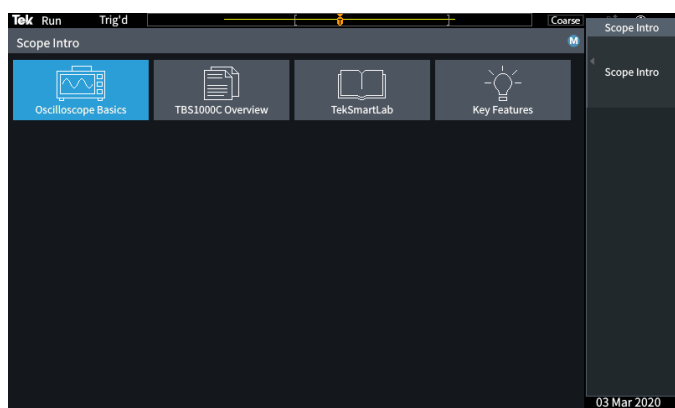 Tek Run Trig'd Coarse
Scope Intro
Scope Intro M
Scope Intro
Oscilloscope Basics TBS1000C Overview TekSmartLab Key Features
03 Mar 2020